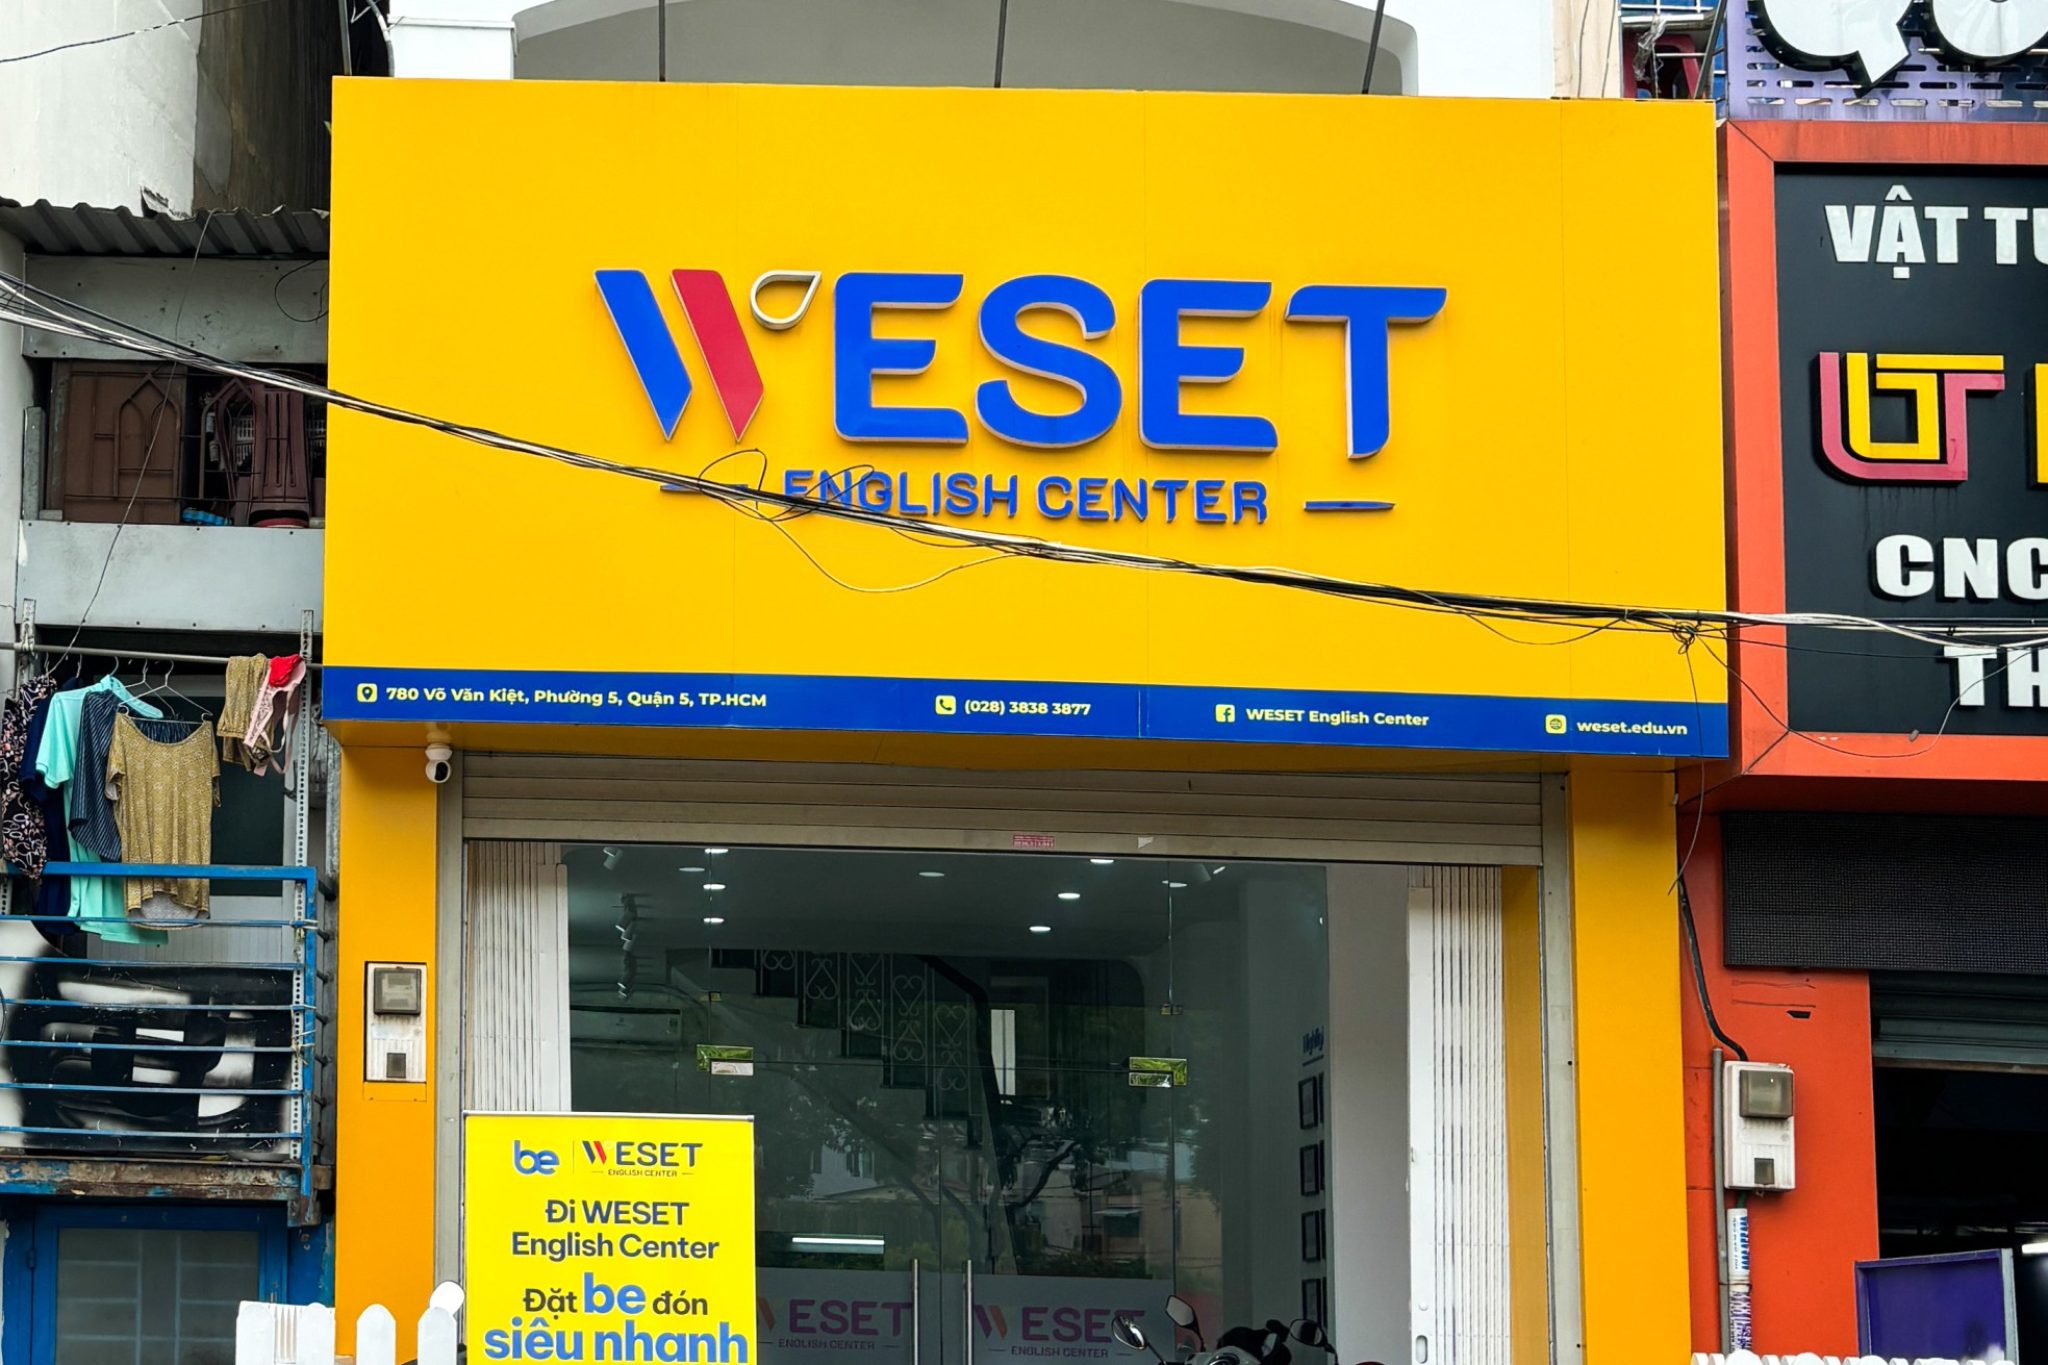 WESET
ENGLISH CENTER
780 Võ Văn Kiệt, Phường 5, Quận 5, TP.HCM
(028) 3838 3877
WESET English Center
weset.edu.vn
VẬT
CNC
be
WESET
ENGLISH CENTER
Đi WESET
English Center
Đặt be đón
siêu nhanh
WESET
ENGLISH CENTER
WESET
ENGLISH CENTER